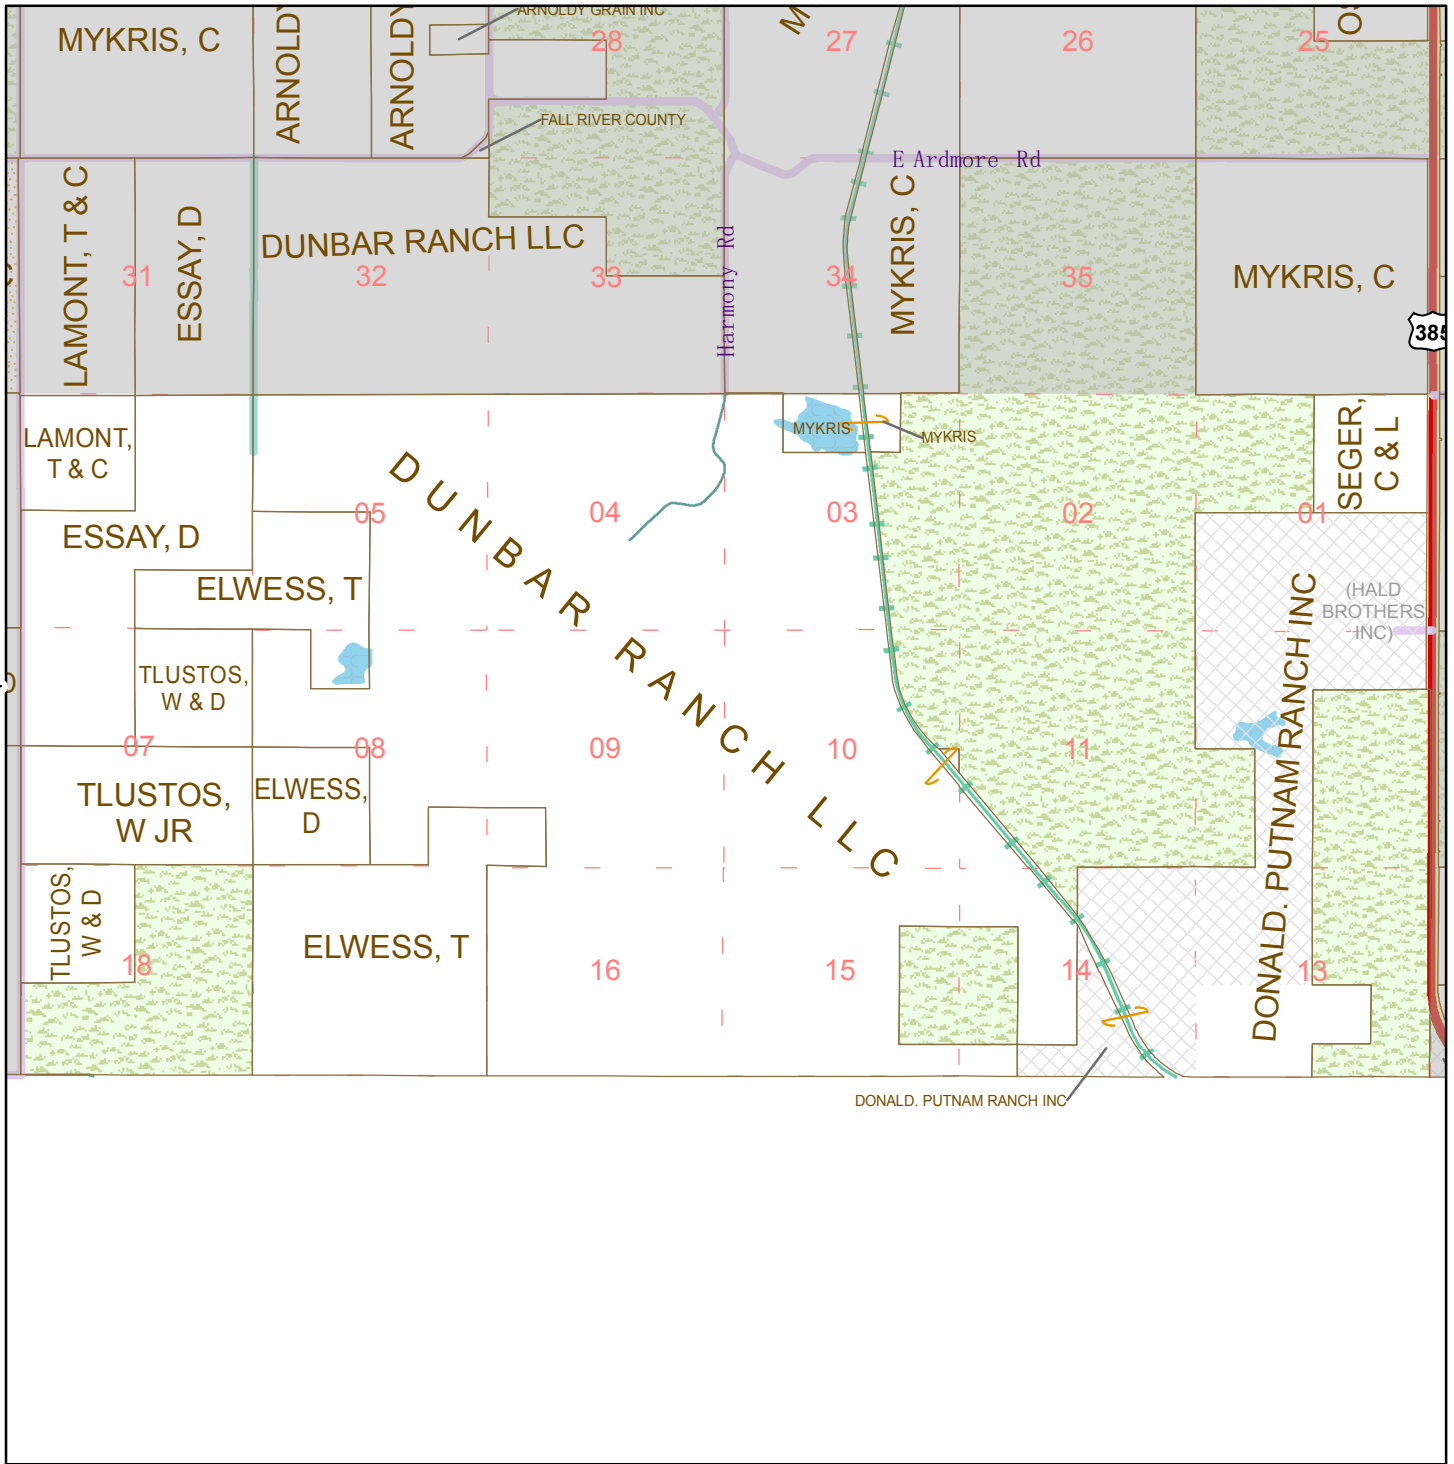 ARNOLDY GRAIN INC
MYKRIS, C
ARNOLDY
ARNOLDY
28
M
27
26
25
OS
FALL RIVER COUNTY
E Ardmore Rd
LAMONT, T & C
31
ESSAY, D
DUNBAR RANCH LLC
32
33
Harmony Rd
34
MYKRIS, C
35
MYKRIS, C
385
LAMONT,
T & C
MYKRIS
MYKRIS
SEGER,
C & L
ESSAY, D
05
04
03
02
01
DUNBAR RANCH LLC
ELWESS, T
(HALD
BROTHERS
INC)
TLUSTOS,
W & D
07
08
09
10
11
DONALD. PUTNAM RANCH INC
TLUSTOS,
W JR
ELWESS,
D
TLUSTOS,
W & D
18
ELWESS, T
16
15
14
13
DONALD. PUTNAM RANCH INC